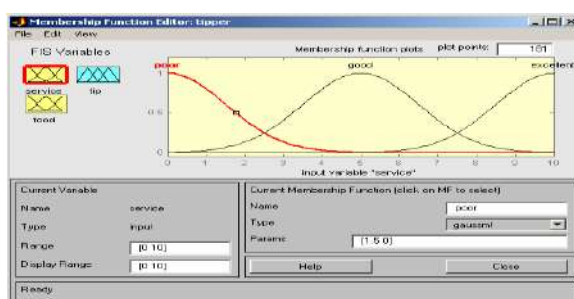 Membership Function Editor: tipper
File Edit View
FIS Variables
Membership function plots plot points: 181
service tip
food
poor good excellent
1
0.5
0
0 1 2 3 4 5 6 7 8 9 10
input variable "service"
Current Variable
Name service
Type input
Range [0 10]
Display Range [0 10]
Current Membership Function (click on MF to select)
Name poor
Type gaussmf
Params [1.5 0]
Help Close
Ready